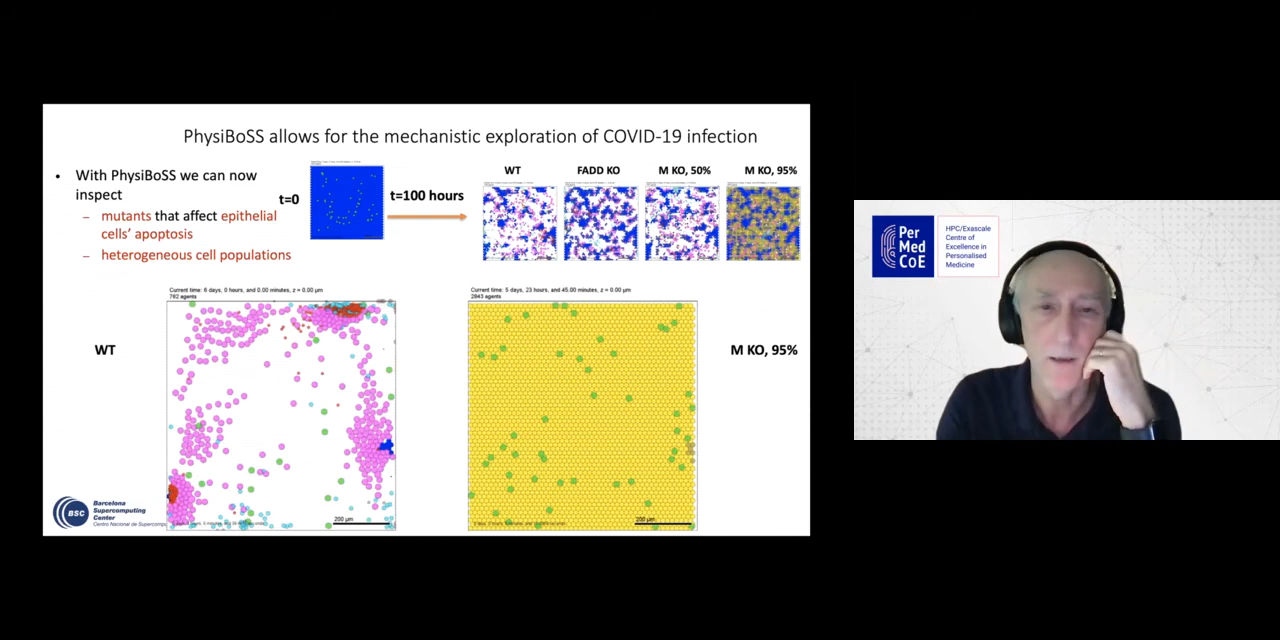 PhysiBoSS allows for the mechanistic exploration of COVID-19 infection
• With PhysiBoSS we can now
inspect
– mutants that affect epithelial
cells' apoptosis
– heterogeneous cell populations
t=0
t=100 hours
WT
FADD KO
M KO, 50%
M KO, 95%
Current time: 6 days, 0 hours, and 0.00 minutes, z = 0.00 μm
782 agents
Current time: 5 days, 23 hours, and 45.00 minutes, z = 0.00 μm
2843 agents
WT
M KO, 95%
200 μm
200 μm
BSC
Barcelona
Supercomputing
Center
Centro Nacional de Supercomp
Per
Med
CoE
HPC/Exascale
Centre of
Excellence in
Personalised
Medicine